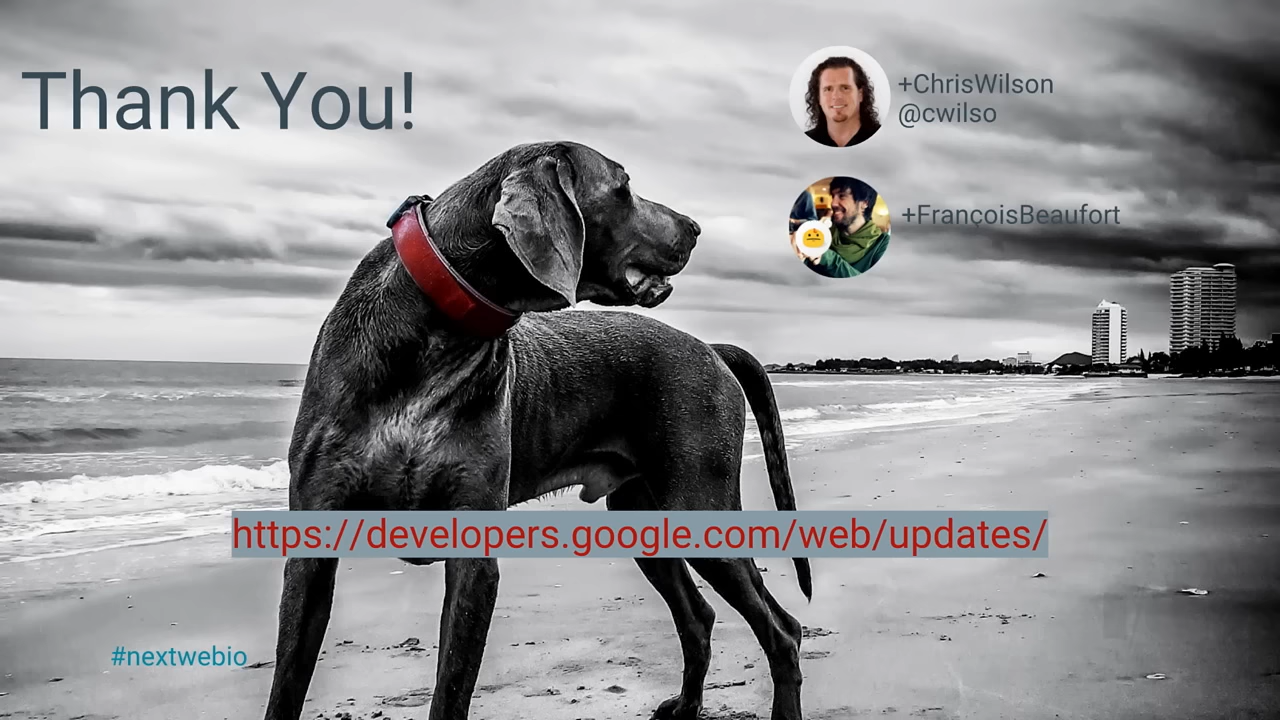 Thank You!
+ChrisWilson
@cwilso
+FrançoisBeaufort
https://developers.google.com/web/updates/
#nextwebio